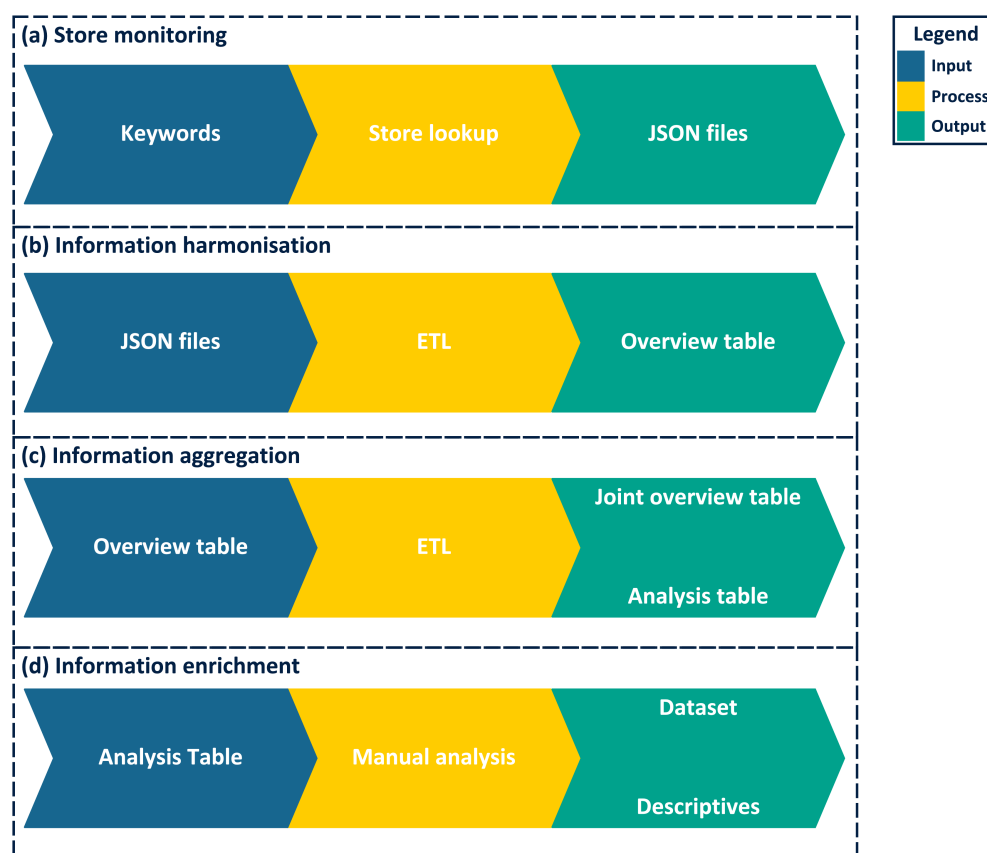 (a) Store monitoring
Keywords
Store lookup
JSON files
Legend
Input
Process
Output
(b) Information harmonisation
JSON files
ETL
Overview table
(c) Information aggregation
Overview table
ETL
Joint overview table
Analysis table
(d) Information enrichment
Analysis Table
Manual analysis
Dataset
Descriptives